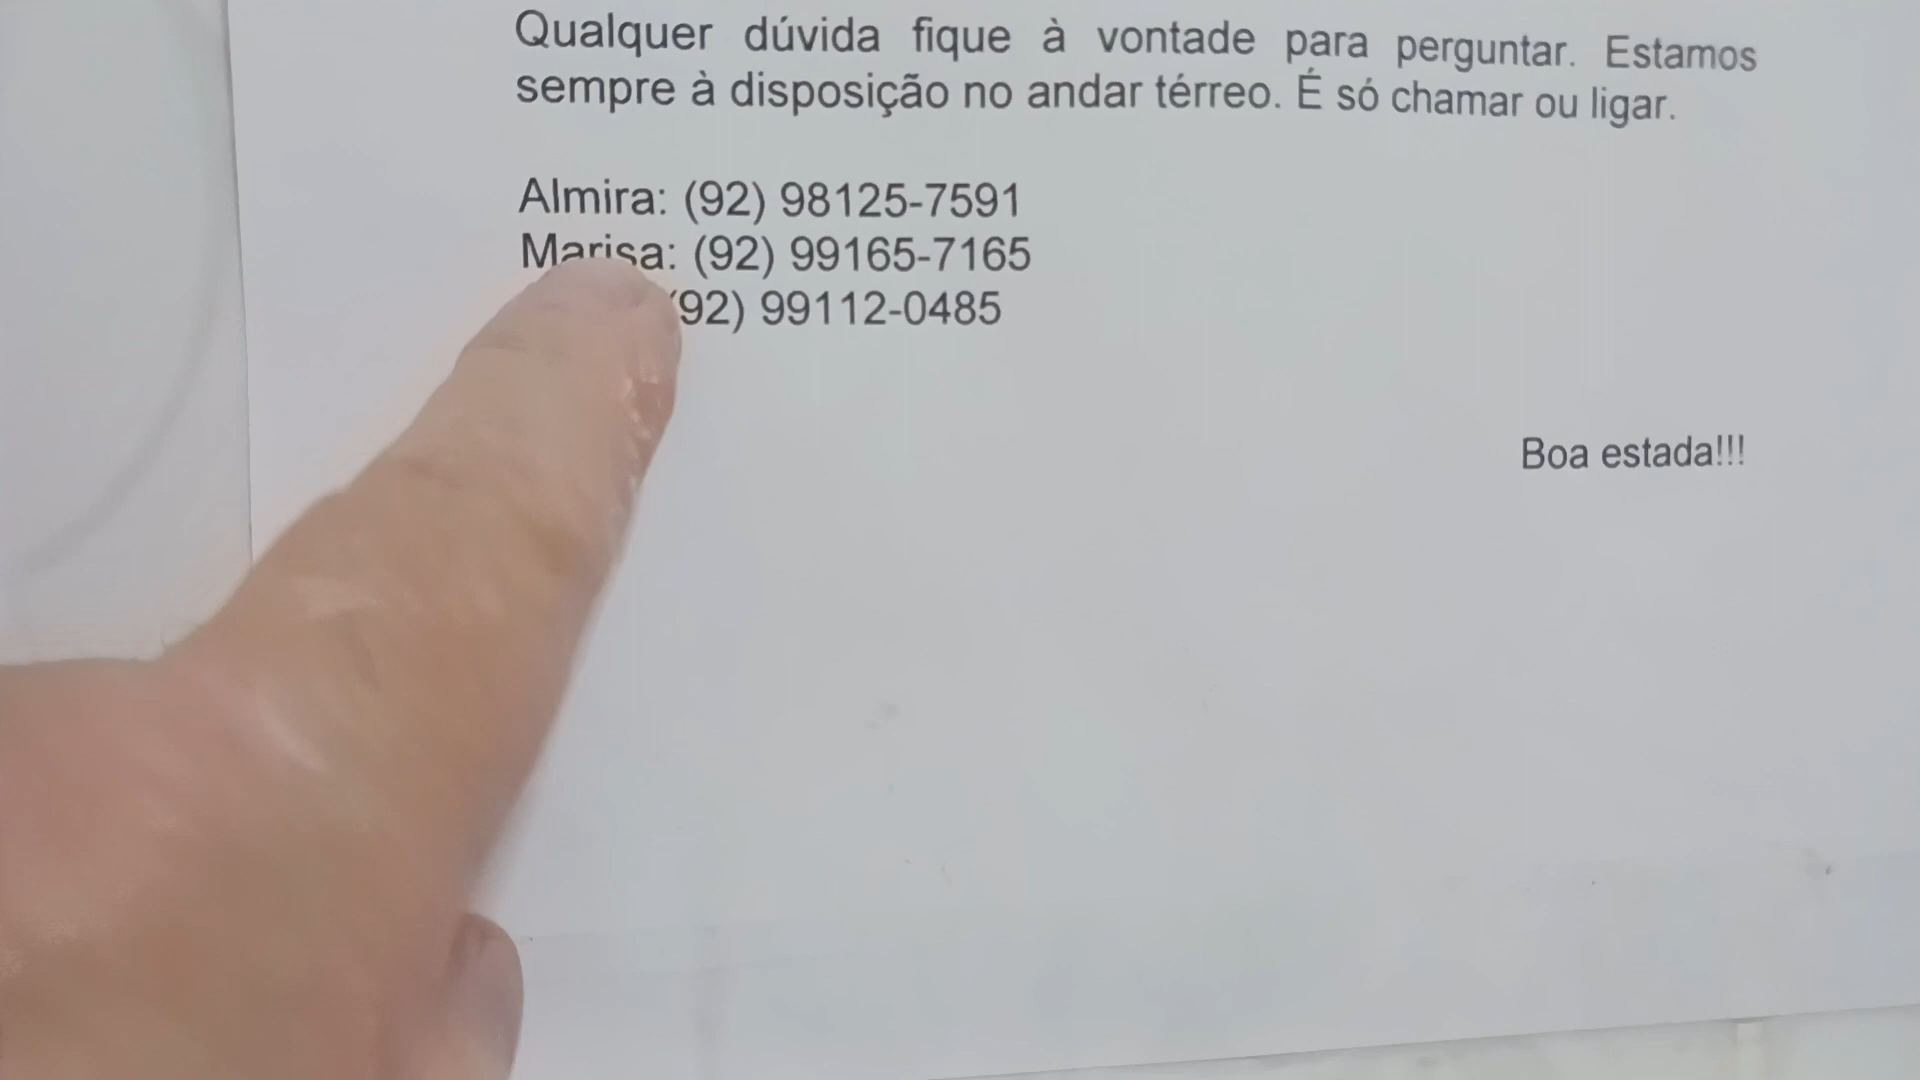 Qualquer dúvida fique à vontade para perguntar. Estamos
sempre à disposição no andar térreo. É só chamar ou ligar.
Almira: (92) 98125-7591
Marisa: (92) 99165-7165
(92) 99112-0485
Boa estada!!!